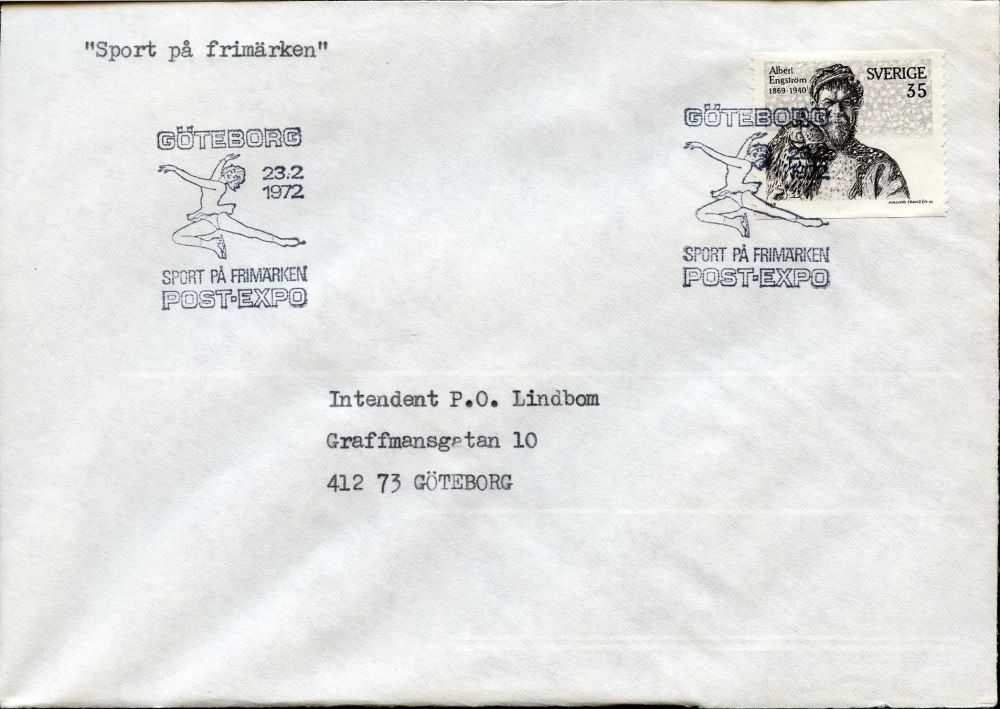 "Sport på frimärken"
GÖTEBORG
23.2
1972
SPORT PÅ FRIMÄRKEN
POST-EXPO
Albert
Engström
1869-1940
SVERIGE
35
GÖTEBORG
1972
SPORT PÅ FRIMÄRKEN
POST-EXPO
Intendent P.O. Lindbom
Graffmansgatan 10
412 73 GÖTEBORG